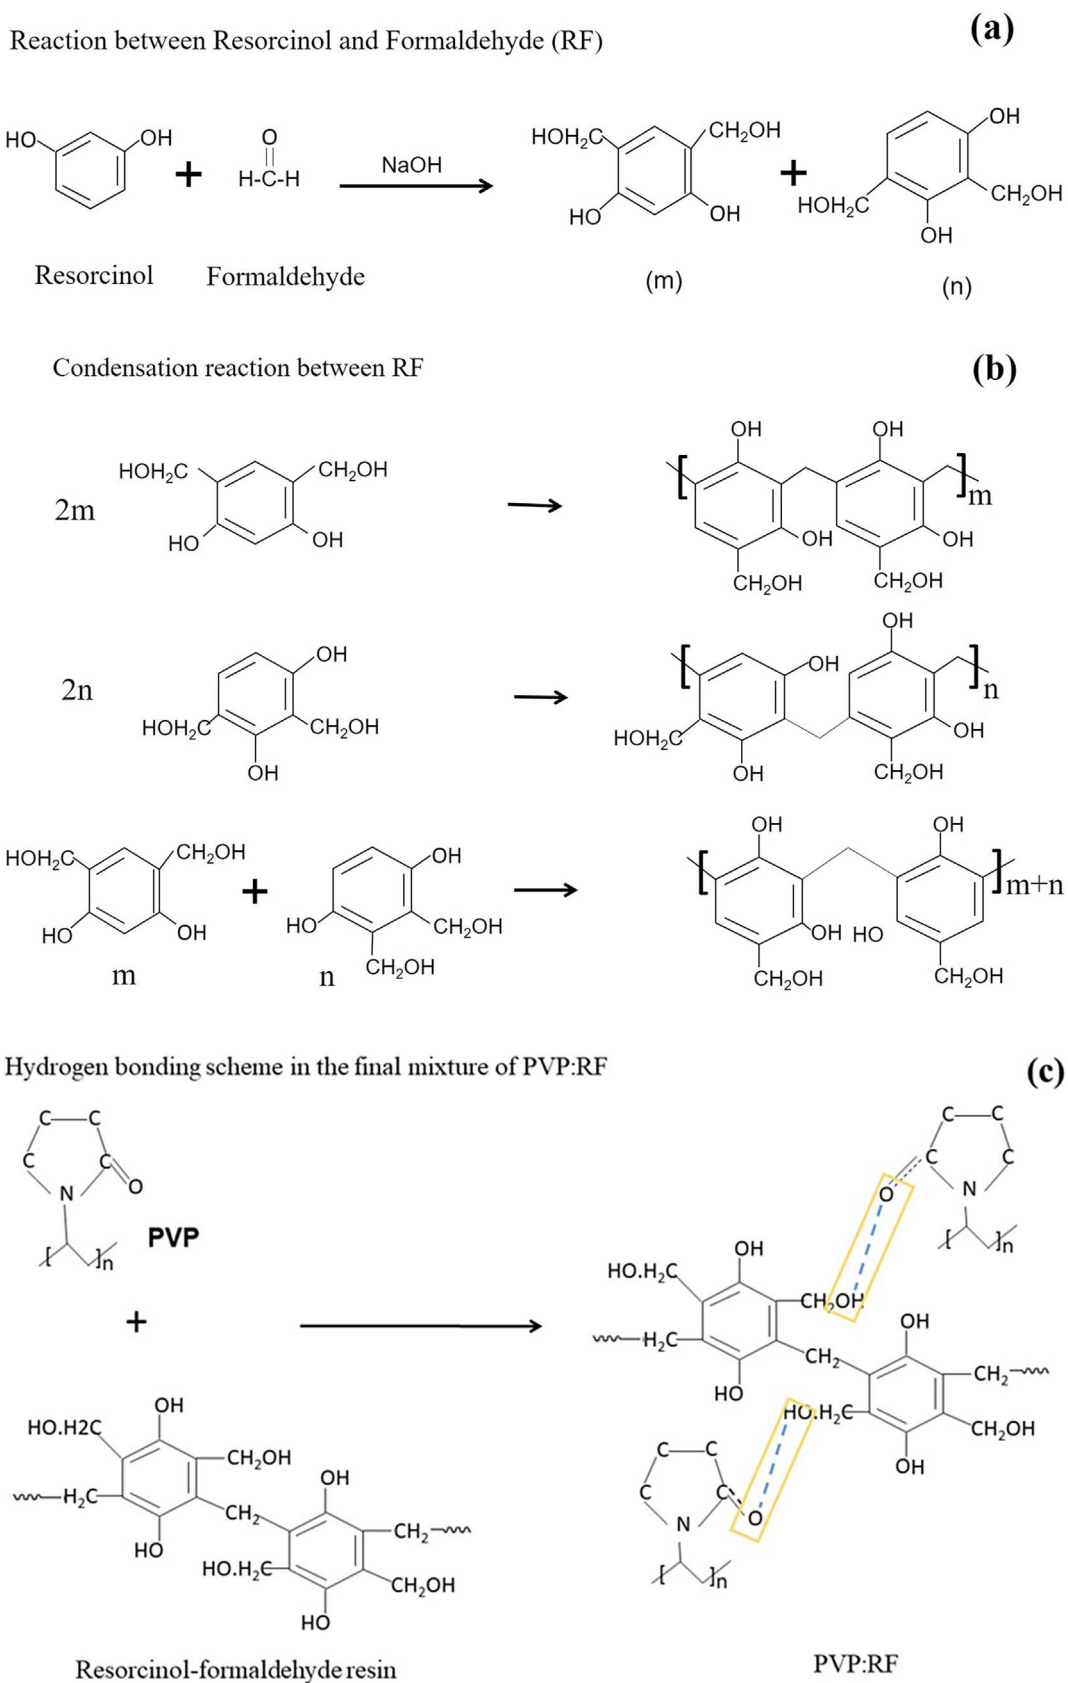 (a)
Reaction between Resorcinol and Formaldehyde (RF)
HO OH + O H-C-H NaOH HOH₂C CH₂OH HO OH + OH HOH₂C CH₂OH OH
Resorcinol Formaldehyde (m) (n)
Condensation reaction between RF (b)
2m HOH₂C CH₂OH HO OH
OH OH [ ]m OH OH CH₂OH CH₂OH
2n OH HOH₂C CH₂OH OH
OH OH [ ]n HOH₂C OH OH CH₂OH
HOH₂C CH₂OH HO OH + OH HO CH₂OH CH₂OH
m n
OH OH [ ]m+n OH HO CH₂OH CH₂OH
Hydrogen bonding scheme in the final mixture of PVP:RF (c)
C C C C O N [ ]n PVP
+
OH HO.H2C CH₂OH H₂C HO CH₂ OH CH₂ HO.H₂C CH₂OH HO
Resorcinol-formaldehyde resin
C C C C O N [ ]n
OH HO.H₂C CH₂OH H₂C HO CH₂ OH CH₂ HO.H₂C CH₂OH OH
C C C C O N [ ]n
PVP:RF